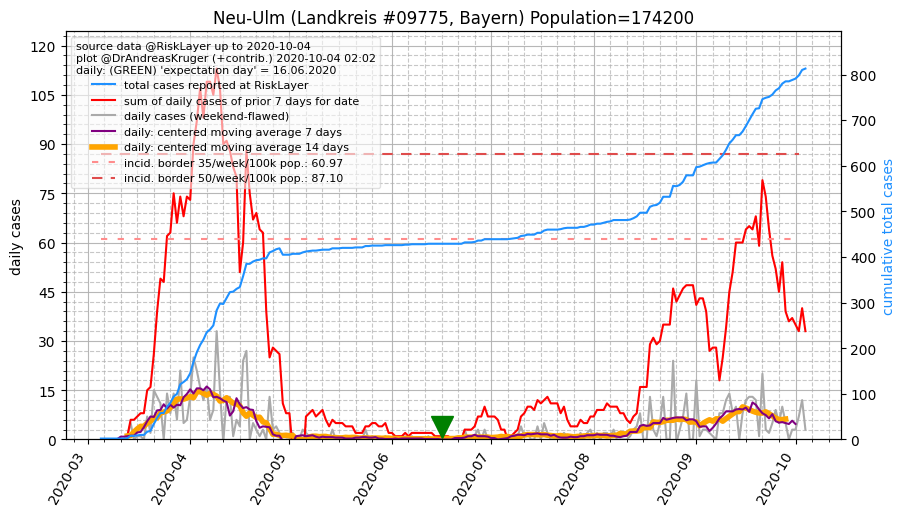 Neu-Ulm (Landkreis #09775, Bayern) Population=174200
source data @RiskLayer up to 2020-10-04
plot @DrAndreasKruger (+contrib.) 2020-10-04 02:02
daily: (GREEN) 'expectation day' = 16.06.2020
total cases reported at RiskLayer
sum of daily cases of prior 7 days for date
daily cases (weekend-flawed)
daily: centered moving average 7 days
daily: centered moving average 14 days
incid. border 35/week/100k pop.: 60.97
incid. border 50/week/100k pop.: 87.10
daily cases
120
105
90
75
60
45
30
15
0
cumulative total cases
800
700
600
500
400
300
200
100
0
2020-03
2020-04
2020-05
2020-06
2020-07
2020-08
2020-09
2020-10